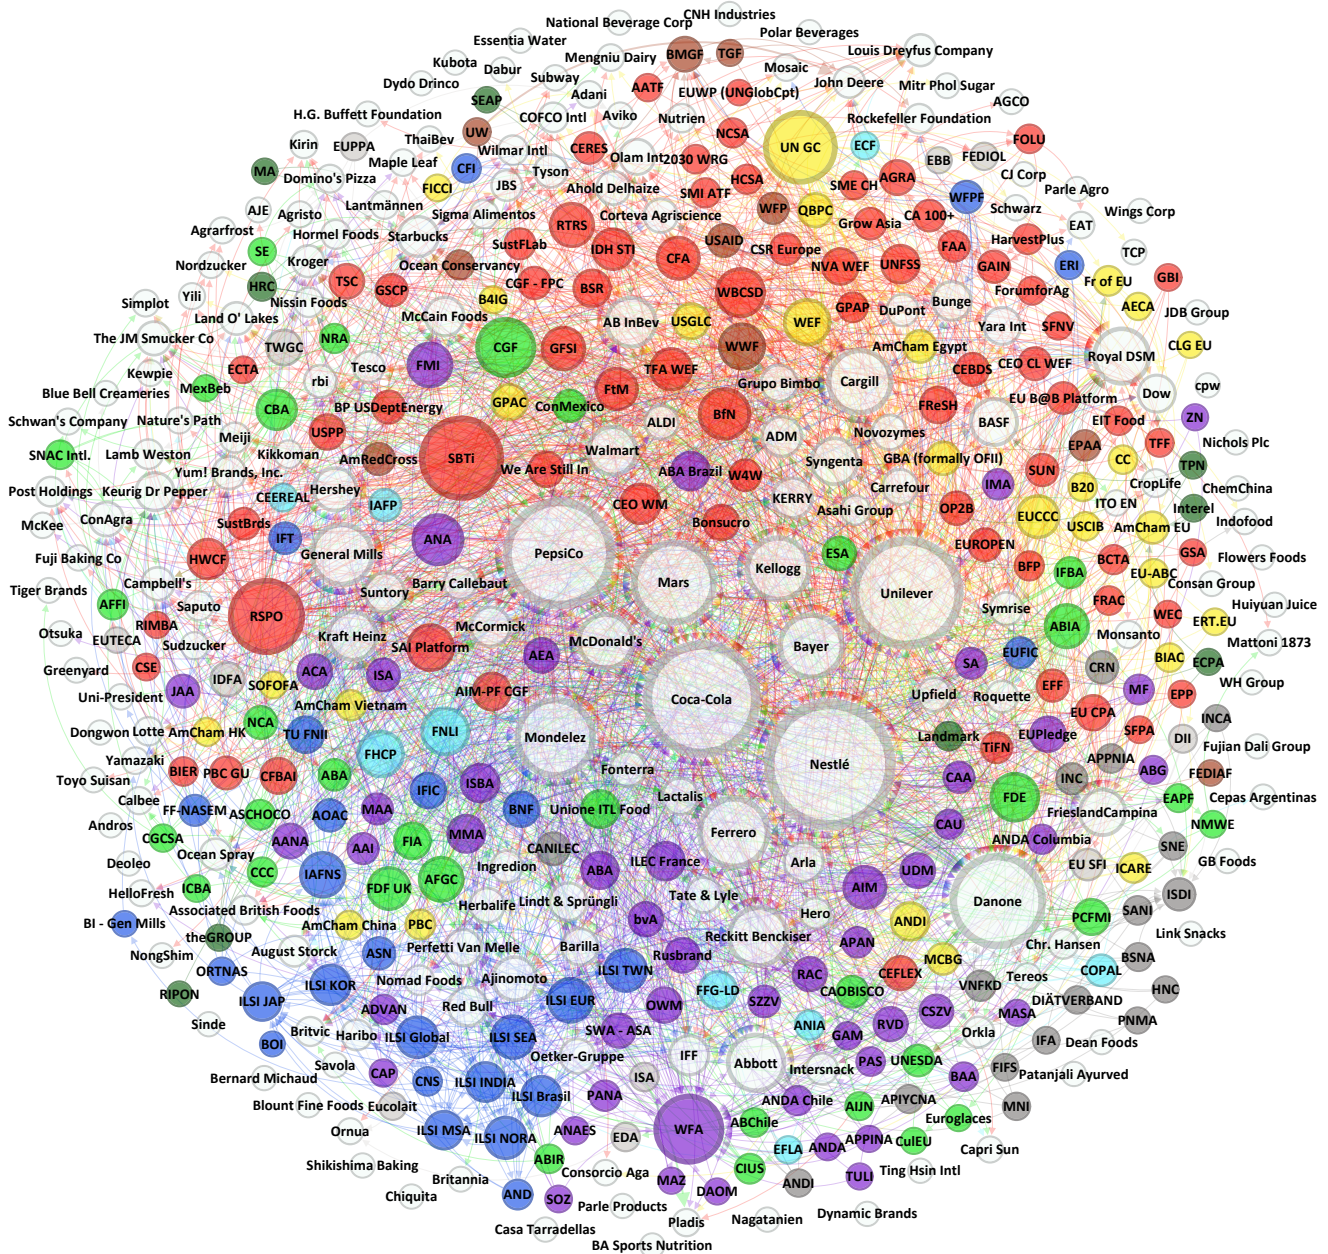 CNH Industries
National Beverage Corp
Polar Beverages
Essentia Water
BMGF
TGF
Louis Dreyfus Company
Kubota
Mengniu Dairy
Dabur
Subway
Mosaic
John Deere
Dydo Drinco
Adani
AATF
EUWP (UNGlobCpt)
Mitr Phol Sugar
SEAP
AGCO
H.G. Buffett Foundation
COFCO Intl
Aviko
Nutrien
Rockefeller Foundation
UW
ThaiBev
NCSA
UN GC
ECF
FOLU
Kirin
EUPPA
Wilmar Intl
CERES
Olam Int
2030 WRG
EBB
FEDIOL
MA
Domino's Pizza
Maple Leaf
CFI
Tyson
HCSA
SME CH
AGRA
CJ Corp
FICCI
JBS
Ahold Delhaize
SMI ATF
WFPF
Parle Agro
AJE
Agristo
Lantmännen
Sigma Alimentos
Corteva Agriscience
WFP
QBPC
Grow Asia
CA 100+
Schwarz
EAT
Wings Corp
Agrarfrost
Hormel Foods
Starbucks
RTRS
USAID
SE
SustFLab
IDH STI
CSR Europe
FAA
HarvestPlus
TCP
Nordzucker
Kroger
Ocean Conservancy
CFA
NVA WEF
UNFSS
GAIN
ERI
Fr of EU
GBI
HRC
TSC
GSCP
CGF - FPC
BSR
WBCSD
ForumforAg
Simplot
Yili
Nissin Foods
B4IG
GPAP
DuPont
Bunge
AECA
JDB Group
Land O' Lakes
McCain Foods
AB InBev
USGLC
WEF
Yara Int
SFNV
The JM Smucker Co
TWGC
NRA
CGF
GFSI
WWF
AmCham Egypt
CLG EU
Kewpie
ECTA
Tesco
FMI
TFA WEF
CEBDS
CEO CL WEF
Royal DSM
Blue Bell Creameries
MexBeb
rbi
FtM
Grupo Bimbo
Cargill
cpw
Schwan's Company
Nature's Path
CBA
BP USDeptEnergy
GPAC
ConMexico
BfN
FReSH
EU B@B Platform
Dow
ZN
Meiji
USPP
ALDI
ADM
Novozymes
BASF
EIT Food
SNAC Intl.
Lamb Weston
Kikkoman
AmRedCross
SBTi
Walmart
EPAA
TFF
Nichols Plc
Yum! Brands, Inc.
We Are Still In
ABA Brazil
W4W
Syngenta
GBA (formally OFII)
SUN
CC
TPN
Post Holdings
Keurig Dr Pepper
CEEREAL
Hershey
IAFP
CEO WM
KERRY
Carrefour
IMA
B20
CropLife
ChemChina
McKee
ConAgra
SustBrds
Bonsucro
Asahi Group
OP2B
EUCCC
ITO EN
Interel
Indofood
USCIB
AmCham EU
Fuji Baking Co
HWCF
IFT
General Mills
ANA
PepsiCo
ESA
EUROPEN
BCTA
GSA
Flowers Foods
Campbell's
Barry Callebaut
Mars
Kellogg
BFP
IFBA
EU-ABC
Consan Group
Tiger Brands
AFFI
Saputo
Suntory
Unilever
FRAC
Huiyuan Juice
RIMBA
RSPO
Symrise
WEC
ERT.EU
Otsuka
EUTECA
Sudzucker
Kraft Heinz
McCormick
McDonald's
ABIA
Monsanto
Mattoni 1873
Greenyard
CSE
SAI Platform
AEA
Bayer
EUFIC
BIAC
ECPA
IDFA
ACA
ISA
SA
CRN
WH Group
Uni-President
JAA
SOFOFA
AIM-PF CGF
Upfield
Roquette
EFF
MF
EPP
AmCham Vietnam
Coca-Cola
EU CPA
INCA
Dongwon
Lotte
AmCham HK
NCA
TU FNII
FNLI
Mondelez
Landmark
TiFN
EUPledge
SFPA
DII
Fujian Dali Group
Yamazaki
FHCP
APPNIA
BIER
PBC GU
CFBAI
ABA
Fonterra
Nestlé
CAA
INC
ABG
FEDIAF
Toyo Suisan
IFIC
ISBA
Lactalis
FDE
EAPF
Cepas Argentinas
Calbee
FF-NASEM
ASCHOCO
AOAC
MAA
BNF
Unione ITL Food
FrieslandCampina
Andros
CAU
NMWE
CGCSA
AANA
AAI
FIA
MMA
CANILEC
Ferrero
ANDA Columbia
SNE
Deoleo
Ocean Spray
Ingredion
ILEC France
Arla
EU SFI
ICARE
GB Foods
HelloFresh
ICBA
CCC
IAFNS
FDF UK
AFGC
ABA
UDM
AIM
ISDI
Herbalife
Lindt & Sprüngli
Tate & Lyle
Danone
Associated British Foods
SANI
BI - Gen Mills
AmCham China
PBC
bvA
Hero
ANDI
PCFMI
Link Snacks
theGROUP
August Storck
Perfetti Van Melle
Barilla
Reckitt Benckiser
APAN
Chr. Hansen
NongShim
ASN
Rusbrand
MCBG
BSNA
ORTNAS
ILSI KOR
Nomad Foods
Ajinomoto
ILSI TWN
RAC
CEFLEX
Tereos
COPAL
RIPON
ILSI JAP
FFG-LD
CAOBISCO
VNFKD
HNC
Red Bull
ILSI EUR
OWM
SZZV
DIÄTVERBAND
Sinde
Britvic
ADVAN
ANIA
RVD
CSZV
MASA
PNMA
BOI
Haribo
ILSI Global
ILSI SEA
SWA - ASA
GAM
Orkla
IFA
Dean Foods
Savola
Oetker-Gruppe
IFF
Abbott
Intersnack
PAS
UNESDA
Bernard Michaud
CAP
CNS
ILSI INDIA
ISA
BAA
FIFS
Patanjali Ayurved
Blount Fine Foods
Eucolait
ILSI Brasil
PANA
ANDA Chile
AIJN
APIYCNA
MNI
Ornua
ILSI MSA
ILSI NORA
ANAES
EDA
WFA
ABChile
Euroglaces
ABIR
EFLA
ANDA
APPINA
CulEU
Capri Sun
Shikishima Baking
Britannia
Consorcio Aga
CIUS
TULI
Ting Hsin Intl
Chiquita
AND
SOZ
MAZ
DAOM
ANDI
Parle Products
Pladis
Nagatanien
Dynamic Brands
Casa Tarradellas
BA Sports Nutrition